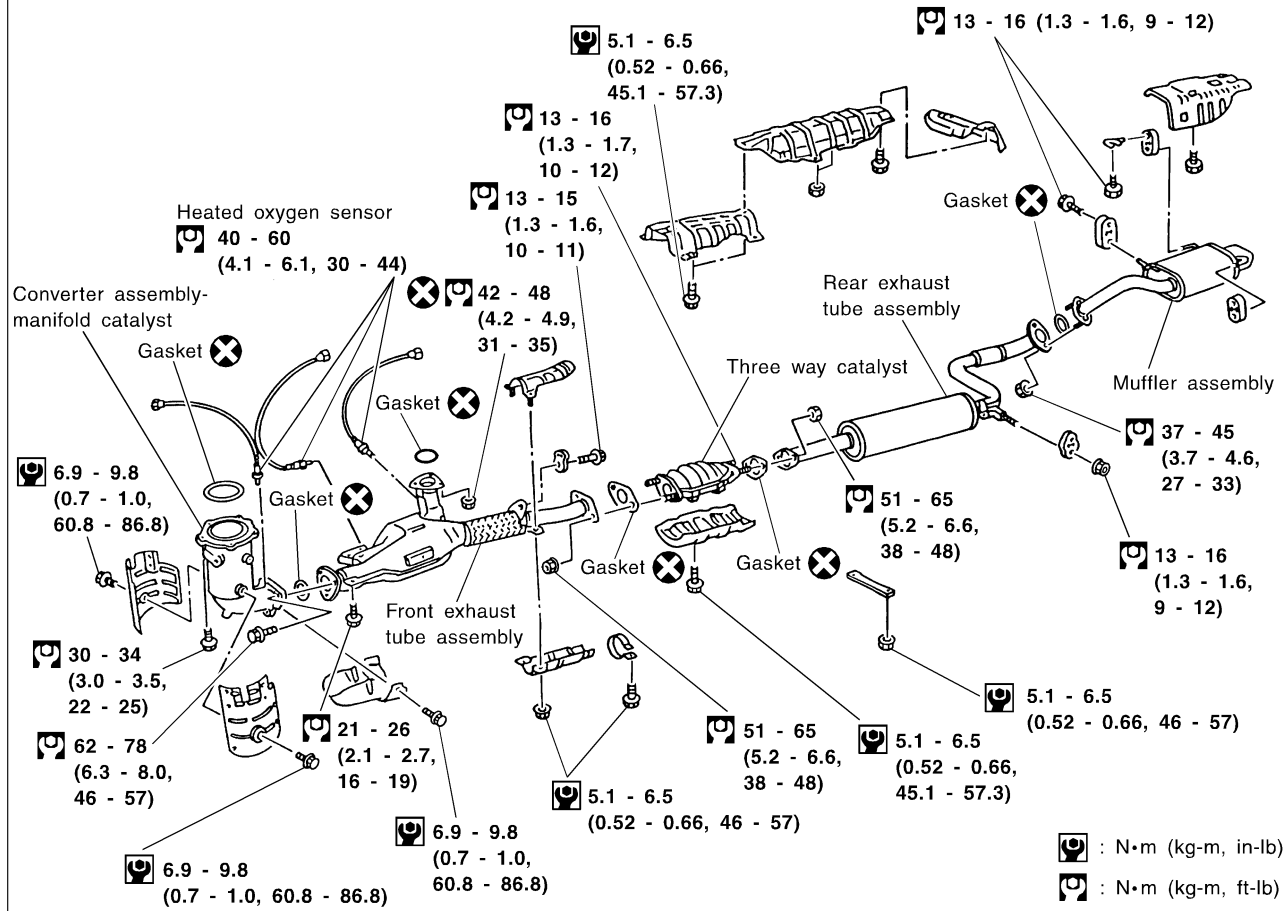 13 - 16 (1.3 - 1.6, 9 - 12)
5.1 - 6.5
(0.52 - 0.66,
45.1 - 57.3)
13 - 16
(1.3 - 1.7,
10 - 12)
13 - 15
(1.3 - 1.6,
10 - 11)
Gasket
Heated oxygen sensor
40 - 60
(4.1 - 6.1, 30 - 44)
42 - 48
(4.2 - 4.9,
31 - 35)
Converter assembly-
manifold catalyst
Gasket
Gasket
Rear exhaust
tube assembly
Three way catalyst
Muffler assembly
37 - 45
(3.7 - 4.6,
27 - 33)
6.9 - 9.8
(0.7 - 1.0,
60.8 - 86.8)
Gasket
51 - 65
(5.2 - 6.6,
38 - 48)
Gasket
Gasket
13 - 16
(1.3 - 1.6,
9 - 12)
Front exhaust
tube assembly
30 - 34
(3.0 - 3.5,
22 - 25)
62 - 78
(6.3 - 8.0,
46 - 57)
21 - 26
(2.1 - 2.7,
16 - 19)
51 - 65
(5.2 - 6.6,
38 - 48)
5.1 - 6.5
(0.52 - 0.66, 46 - 57)
5.1 - 6.5
(0.52 - 0.66,
45.1 - 57.3)
5.1 - 6.5
(0.52 - 0.66, 46 - 57)
6.9 - 9.8
(0.7 - 1.0,
60.8 - 86.8)
6.9 - 9.8
(0.7 - 1.0, 60.8 - 86.8)
: N•m (kg-m, in-lb)
: N•m (kg-m, ft-lb)